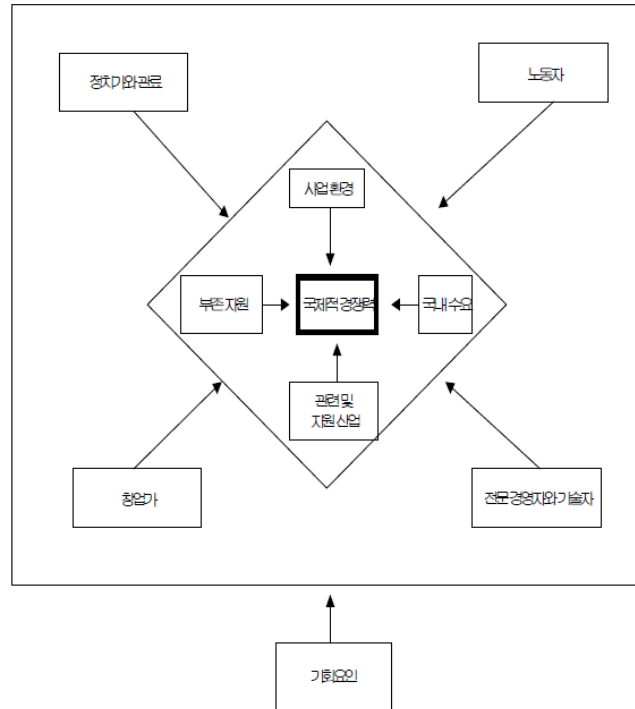 정치가와 관료
노동자
사업 환경
부존 자원
국제적 경쟁력
국내 수요
관련 및
지원 산업
창업가
전문 경영자와 기술자
기회요인